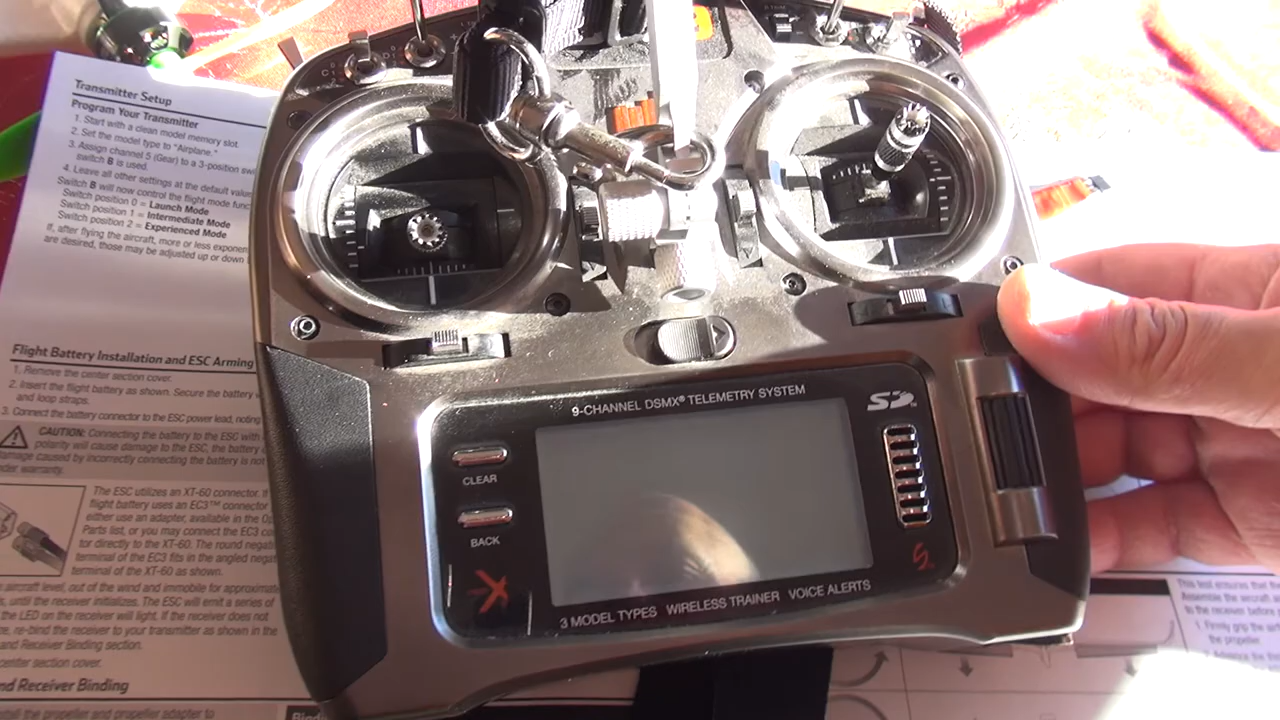 Transmitter Setup
Program Your Transmitter
1. Start with a clean model memory slot.
2. Set the model type to "Airplane."
3. Assign channel 5 (Gear) to a 3-position
switch B is used.
4. Leave all other settings at the default
Switch B will now control the flight mode
Switch position 0 = Launch Mode
Switch position 1 = Intermediate Mode
Switch position 2 = Experienced Mode
If, after flying the aircraft, more or less
are desired, those may be adjusted up or down
Flight Battery Installation and ESC Arming
1. Remove the center section cover.
2. Insert the flight battery as shown. Secure the battery
and loop straps.
3. Connect the battery connector to the ESC power lead, noting
CAUTION: Connecting the battery to the ESC with
polarity will cause damage to the ESC, the battery
damage caused by incorrectly connecting the battery is not
under warranty.
The ESC utilizes an XT-60 connector. If
flight battery uses an EC3™ connector
either use an adapter, available in the
Parts list, or you may connect the EC3
tor directly to the XT-60. The round
terminal of the EC3 fits in the angled
terminal of the XT-60 as shown.
aircraft level, out of the wind and immobile for
until the receiver initializes. The ESC will emit a series of
the LED on the receiver will light. If the receiver does not
re-bind the receiver to your transmitter as shown in the
and Receiver Binding section.
center section cover.
Receiver Binding
the propeller and propeller adapter to
9-CHANNEL DSMX® TELEMETRY SYSTEM
SD
CLEAR
BACK
3 MODEL TYPES WIRELESS TRAINER VOICE ALERTS
This test ensures that
Assemble the aircraft
to the receiver before
1. Firmly grip the
the propeller.
2. Advance the